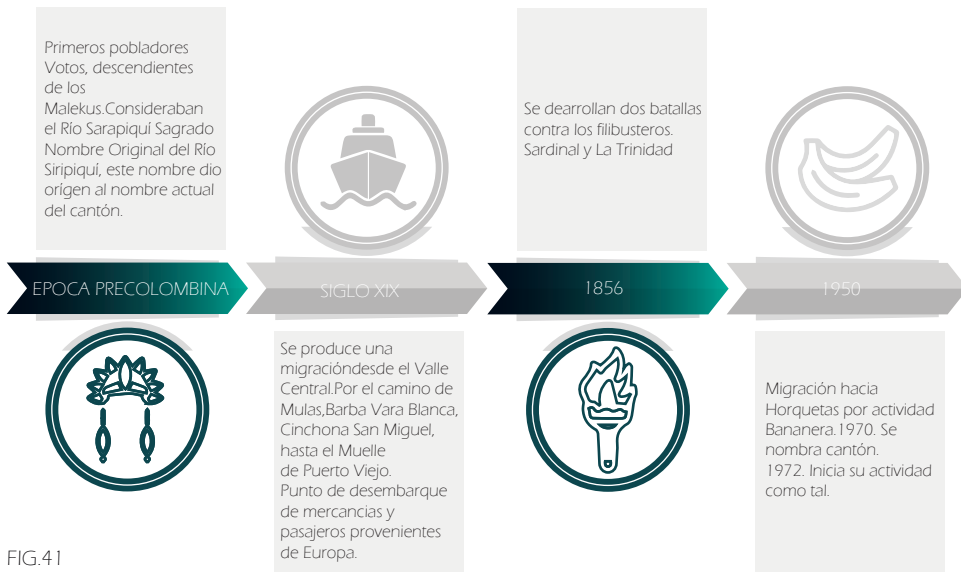 Primeros pobladores
Votos, descendientes
de los
Malekus.Consideraban
el Río Sarapiquí Sagrado
Nombre Original del Río
Siripiquí, este nombre dio
orígen al nombre actual
del cantón.
EPOCA PRECOLOMBINA
SIGLO XIX
Se produce una
migracióndesde el Valle
Central.Por el camino de
Mulas,Barba Vara Blanca,
Cinchona San Miguel,
hasta el Muelle
de Puerto Viejo.
Punto de desembarque
de mercancias y
pasajeros provenientes
de Europa.
Se dearrollan dos batallas
contra los filibusteros.
Sardinal y La Trinidad
1856
1950
Migración hacia
Horquetas por actividad
Bananera.1970. Se
nombra cantón.
1972. Inicia su actividad
como tal.
FIG.41